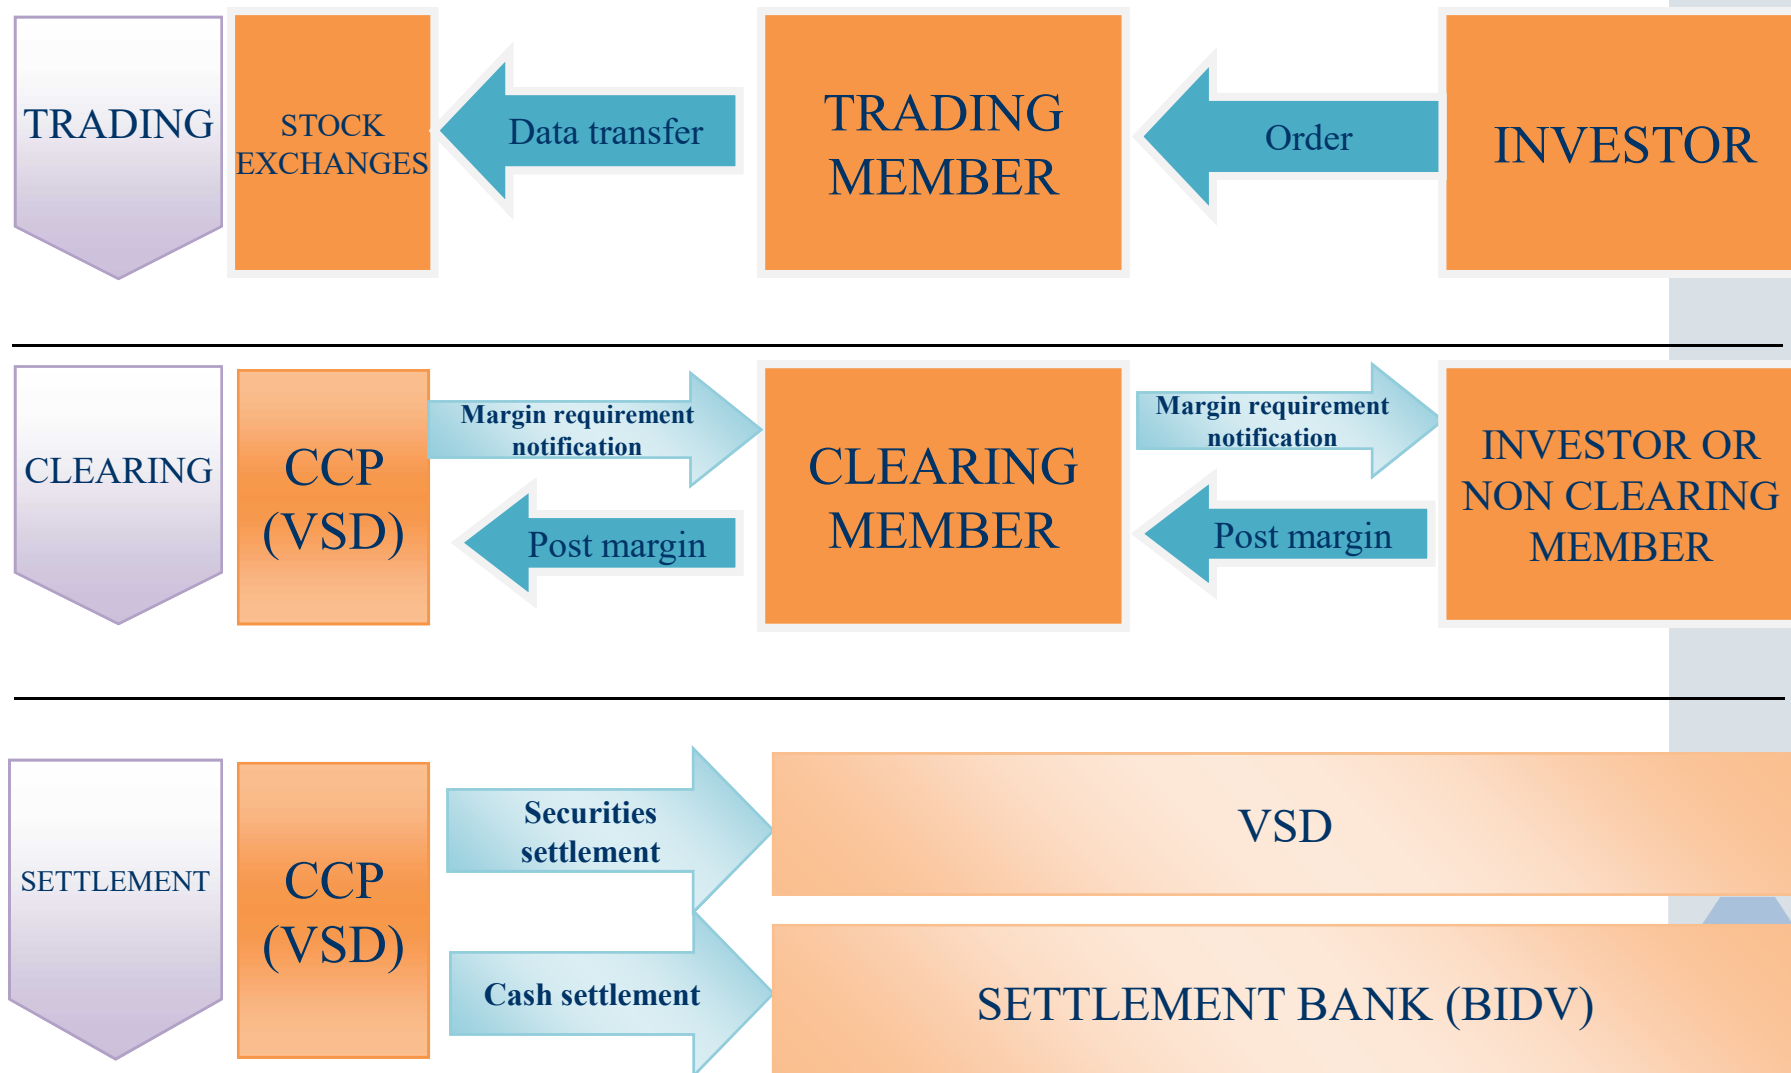 TRADING
STOCK
EXCHANGES
Data transfer
TRADING
MEMBER
Order
INVESTOR
CLEARING
CCP
(VSD)
Margin requirement
notification
Post margin
CLEARING
MEMBER
Margin requirement
notification
Post margin
INVESTOR OR
NON CLEARING
MEMBER
SETTLEMENT
CCP
(VSD)
Securities
settlement
VSD
Cash settlement
SETTLEMENT BANK (BIDV)